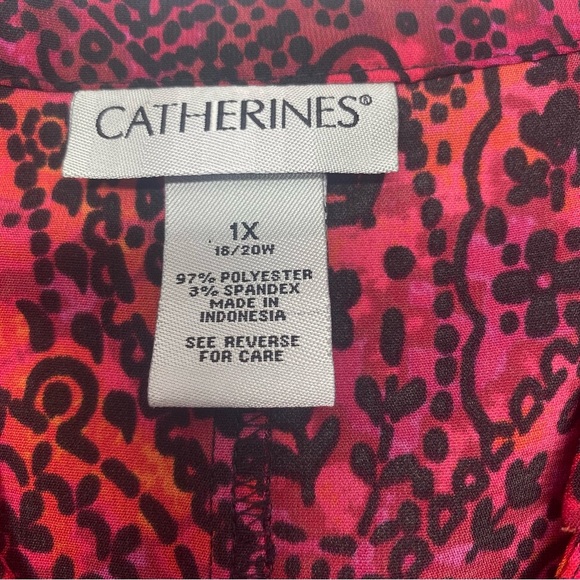 CATHERINES®
1X
18/20W
97% POLYESTER
3% SPANDEX
MADE IN
INDONESIA
SEE REVERSE
FOR CARE